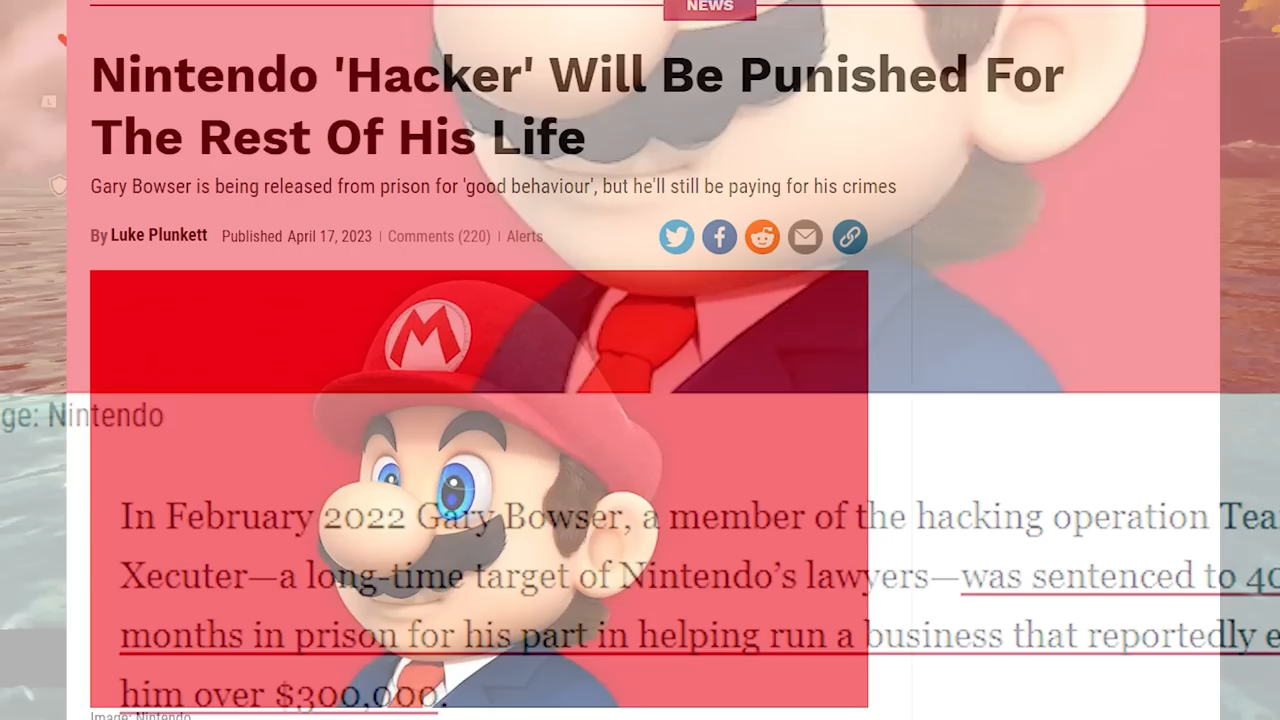 NEWS
Nintendo 'Hacker' Will Be Punished For
The Rest Of His Life
Gary Bowser is being released from prison for 'good behaviour', but he'll still be paying for his crimes
By Luke Plunkett Published April 17, 2023 | Comments (220) | Alerts
M
ge: Nintendo
In February 2022 Gary Bowser, a member of the hacking operation Tea
Xecuter—a long-time target of Nintendo’s lawyers—was sentenced to 40
months in prison for his part in helping run a business that reportedly e
him over $300,000.
Image: Nintendo